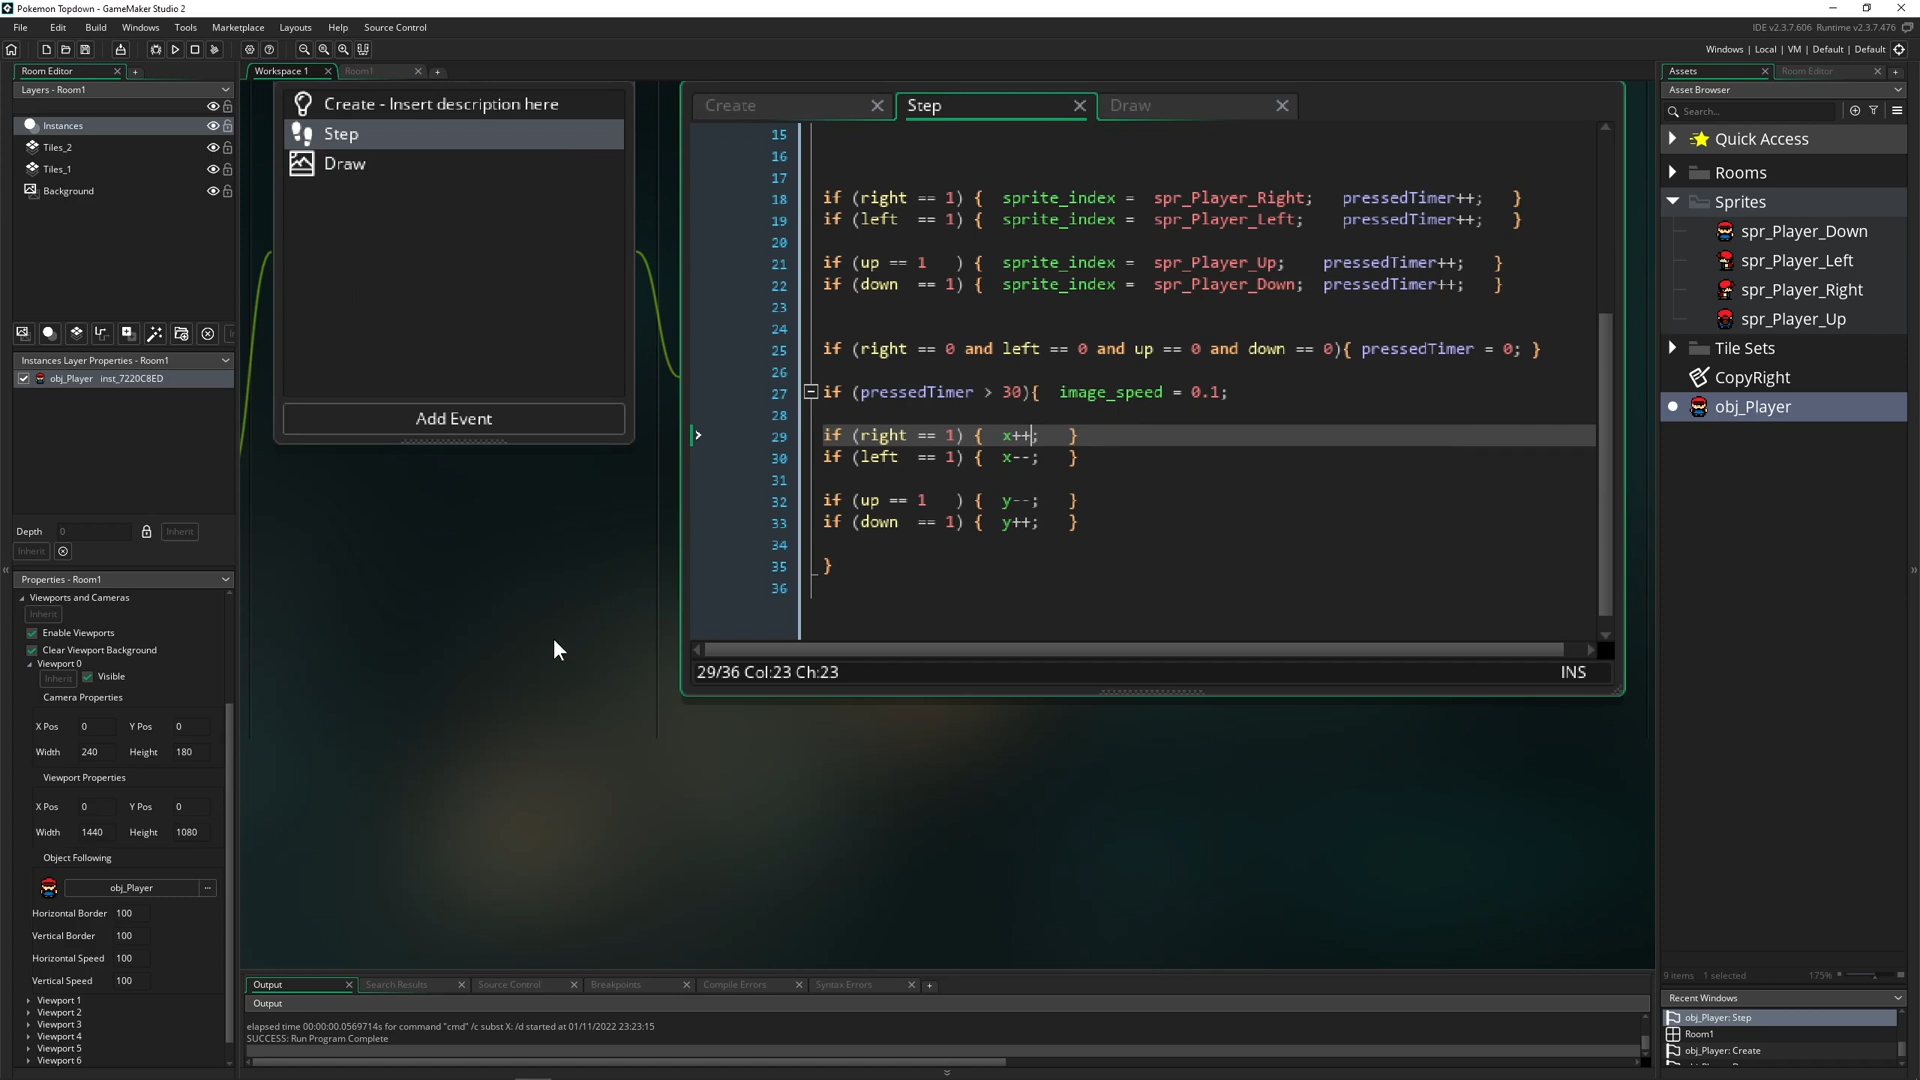 Pokemon Topdown - GameMaker Studio 2
File Edit Build Windows Tools Marketplace Layouts Source Control
IDE v2.3.7.606 Runtime v2.3.7.476
Windows | Local | VM | Default | Default
Room Editor
Layers - Room1
Instances
Tiles_2
Tiles_1
Background
Instances Layer Properties - Room1
obj_Player inst_7220C8ED
Depth 0 Inherit
Inherit
Properties - Room1
Viewports and Cameras
Inherit
Enable Viewports
Clear Viewport Background
Viewport 0
Inherit Visible
Camera Properties
X Pos 0 Y Pos 0
Width 240 Height 180
Viewport Properties
X Pos 0 Y Pos 0
Width 1440 Height 1080
Object Following
obj_Player ...
Horizontal Border 100
Vertical Border 100
Horizontal Speed 100
Vertical Speed 100
Viewport 1
Viewport 2
Viewport 3
Viewport 4
Viewport 5
Viewport 6
Workspace 1 Room1
Create - Insert description here
Step
Draw
Add Event
Create Step Draw
15
16
17
18 if (right == 1) { sprite_index = spr_Player_Right; pressedTimer++; }
19 if (left == 1) { sprite_index = spr_Player_Left; pressedTimer++; }
20
21 if (up == 1 ) { sprite_index = spr_Player_Up; pressedTimer++; }
22 if (down == 1) { sprite_index = spr_Player_Down; pressedTimer++; }
23
24
25 if (right == 0 and left == 0 and up == 0 and down == 0){ pressedTimer = 0; }
26
27 if (pressedTimer > 30){ image_speed = 0.1;
28
29 if (right == 1) { x++; }
30 if (left == 1) { x--; }
31
32 if (up == 1 ) { y--; }
33 if (down == 1) { y++; }
34
35 }
36
29/36 Col:23 Ch:23 INS
Output Search Results Source Control Breakpoints Compile Errors Syntax Errors
Output
elapsed time 00:00:00.0569714s for command "cmd" /c subst X: /d started at 01/11/2022 23:23:15
SUCCESS: Run Program Complete
Assets Room Editor
Asset Browser
Search...
Quick Access
Rooms
Sprites
spr_Player_Down
spr_Player_Left
spr_Player_Right
spr_Player_Up
Tile Sets
CopyRight
obj_Player
9 items 1 selected 175%
Recent Windows
obj_Player: Step
Room1
obj_Player: Create